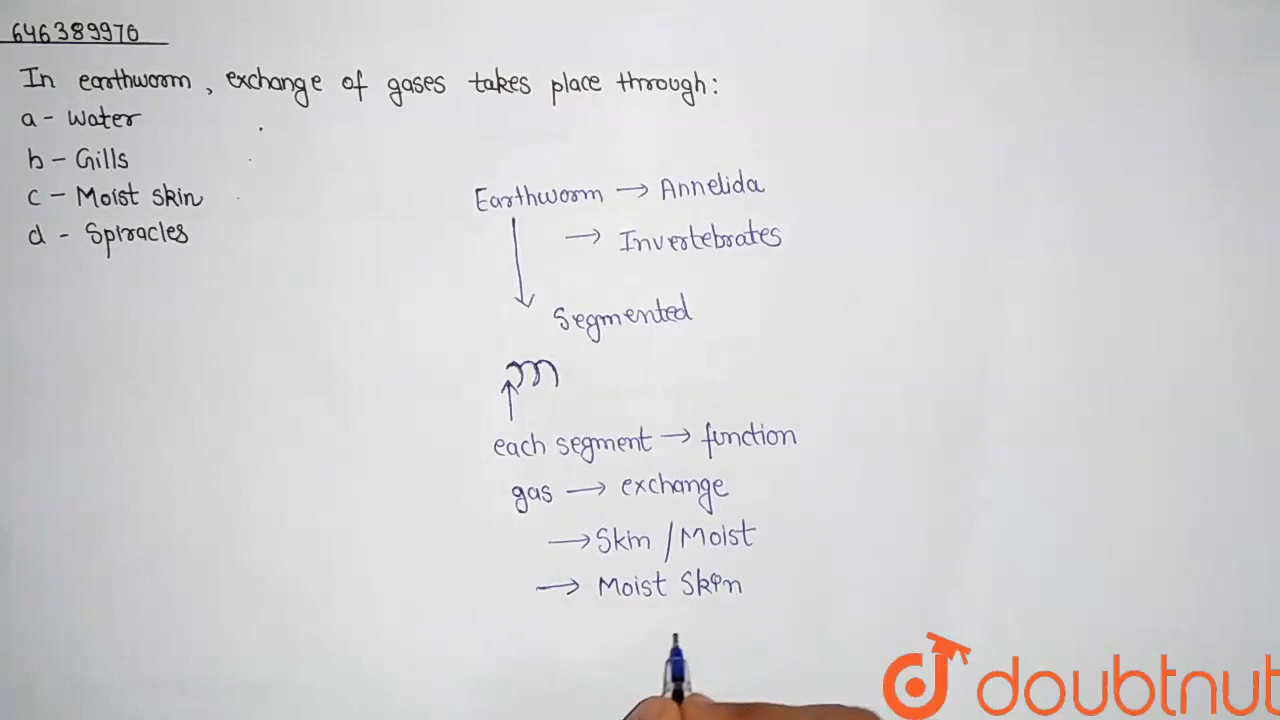 646389970
In earthworm, exchange of gases takes place through:
a - Water
b - Gills
c - Moist skin
d - Spiracles
Earthworm → Annelida
→ Invertebrates
Segmented
each segment → function
gas → exchange
→ Skin / Moist
→ Moist Skin
doubtnut